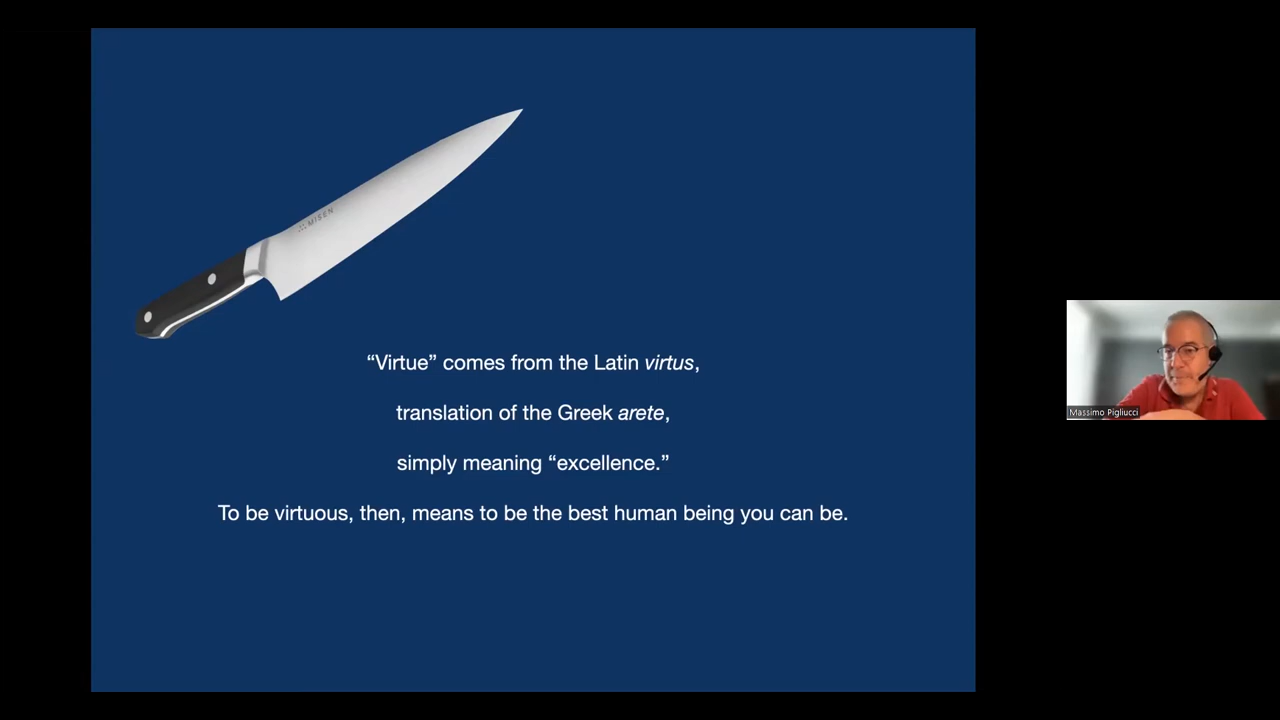 MISEN
“Virtue” comes from the Latin virtus,
translation of the Greek arete,
simply meaning “excellence.”
To be virtuous, then, means to be the best human being you can be.
Massimo Pigliucci